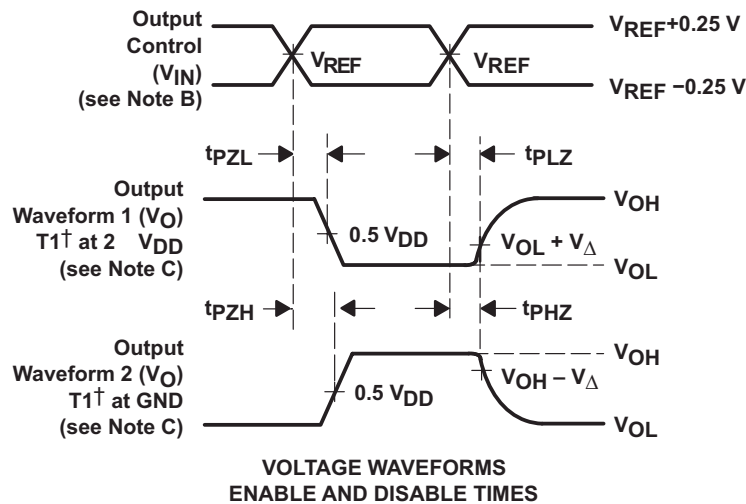 Output
Control
(VIN)
(see Note B)
VREF
VREF
VREF+0.25 V
VREF −0.25 V
tPZL
tPLZ
Output
Waveform 1 (VO)
T1† at 2 VDD
(see Note C)
0.5 VDD
VOH
VOL + VΔ
VOL
tPZH
tPHZ
Output
Waveform 2 (VO)
T1† at GND
(see Note C)
0.5 VDD
VOH
VOH − VΔ
VOL
VOLTAGE WAVEFORMS
ENABLE AND DISABLE TIMES